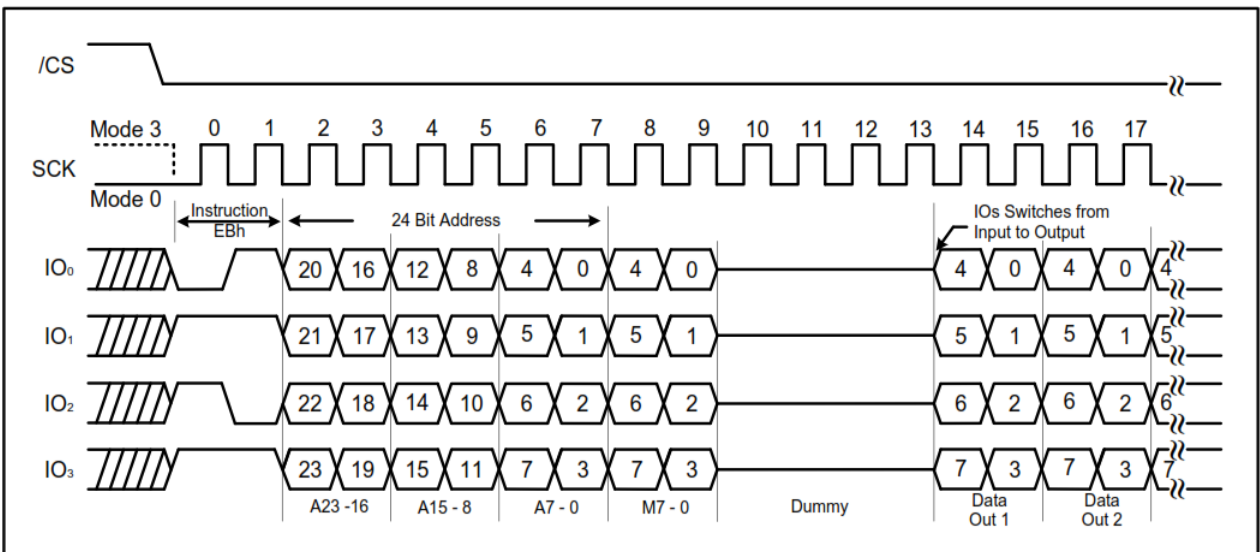 /CS
Mode 3 0 1 2 3 4 5 6 7 8 9 10 11 12 13 14 15 16 17
SCK
Mode 0
Instruction
EBh
24 Bit Address
IOs Switches from
Input to Output
IO₀ 20 16 12 8 4 0 4 0 4 0 4 0 4
IO₁ 21 17 13 9 5 1 5 1 5 1 5 1 5
IO₂ 22 18 14 10 6 2 6 2 6 2 6 2 6
IO₃ 23 19 15 11 7 3 7 3 7 3 7 3 7
A23 -16 A15 - 8 A7 - 0 M7 - 0 Dummy
Data
Out 1
Data
Out 2